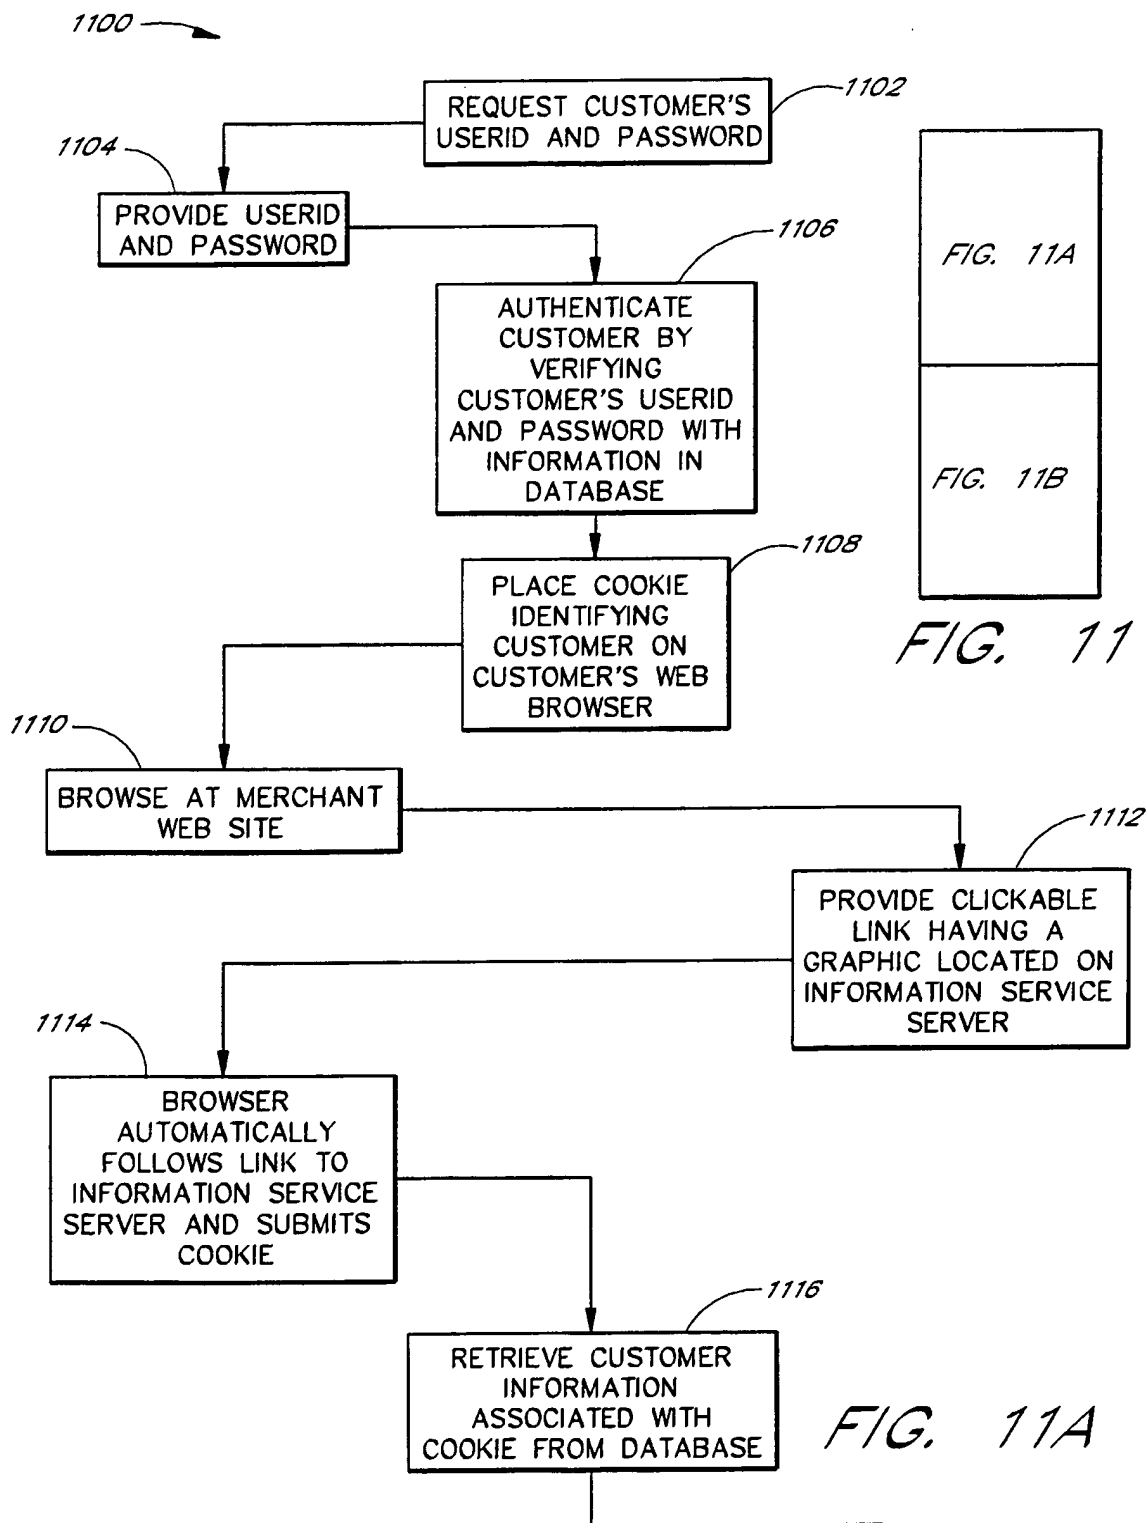 1100
1102
REQUEST CUSTOMER'S
USERID AND PASSWORD
1104
PROVIDE USERID
AND PASSWORD
1106
AUTHENTICATE
CUSTOMER BY
VERIFYING
CUSTOMER'S USERID
AND PASSWORD WITH
INFORMATION IN
DATABASE
FIG. 11A
FIG. 11B
FIG. 11
1108
PLACE COOKIE
IDENTIFYING
CUSTOMER ON
CUSTOMER'S WEB
BROWSER
1110
BROWSE AT MERCHANT
WEB SITE
1112
PROVIDE CLICKABLE
LINK HAVING A
GRAPHIC LOCATED ON
INFORMATION SERVICE
SERVER
1114
BROWSER
AUTOMATICALLY
FOLLOWS LINK TO
INFORMATION SERVICE
SERVER AND SUBMITS
COOKIE
1116
RETRIEVE CUSTOMER
INFORMATION
ASSOCIATED WITH
COOKIE FROM DATABASE
FIG. 11A